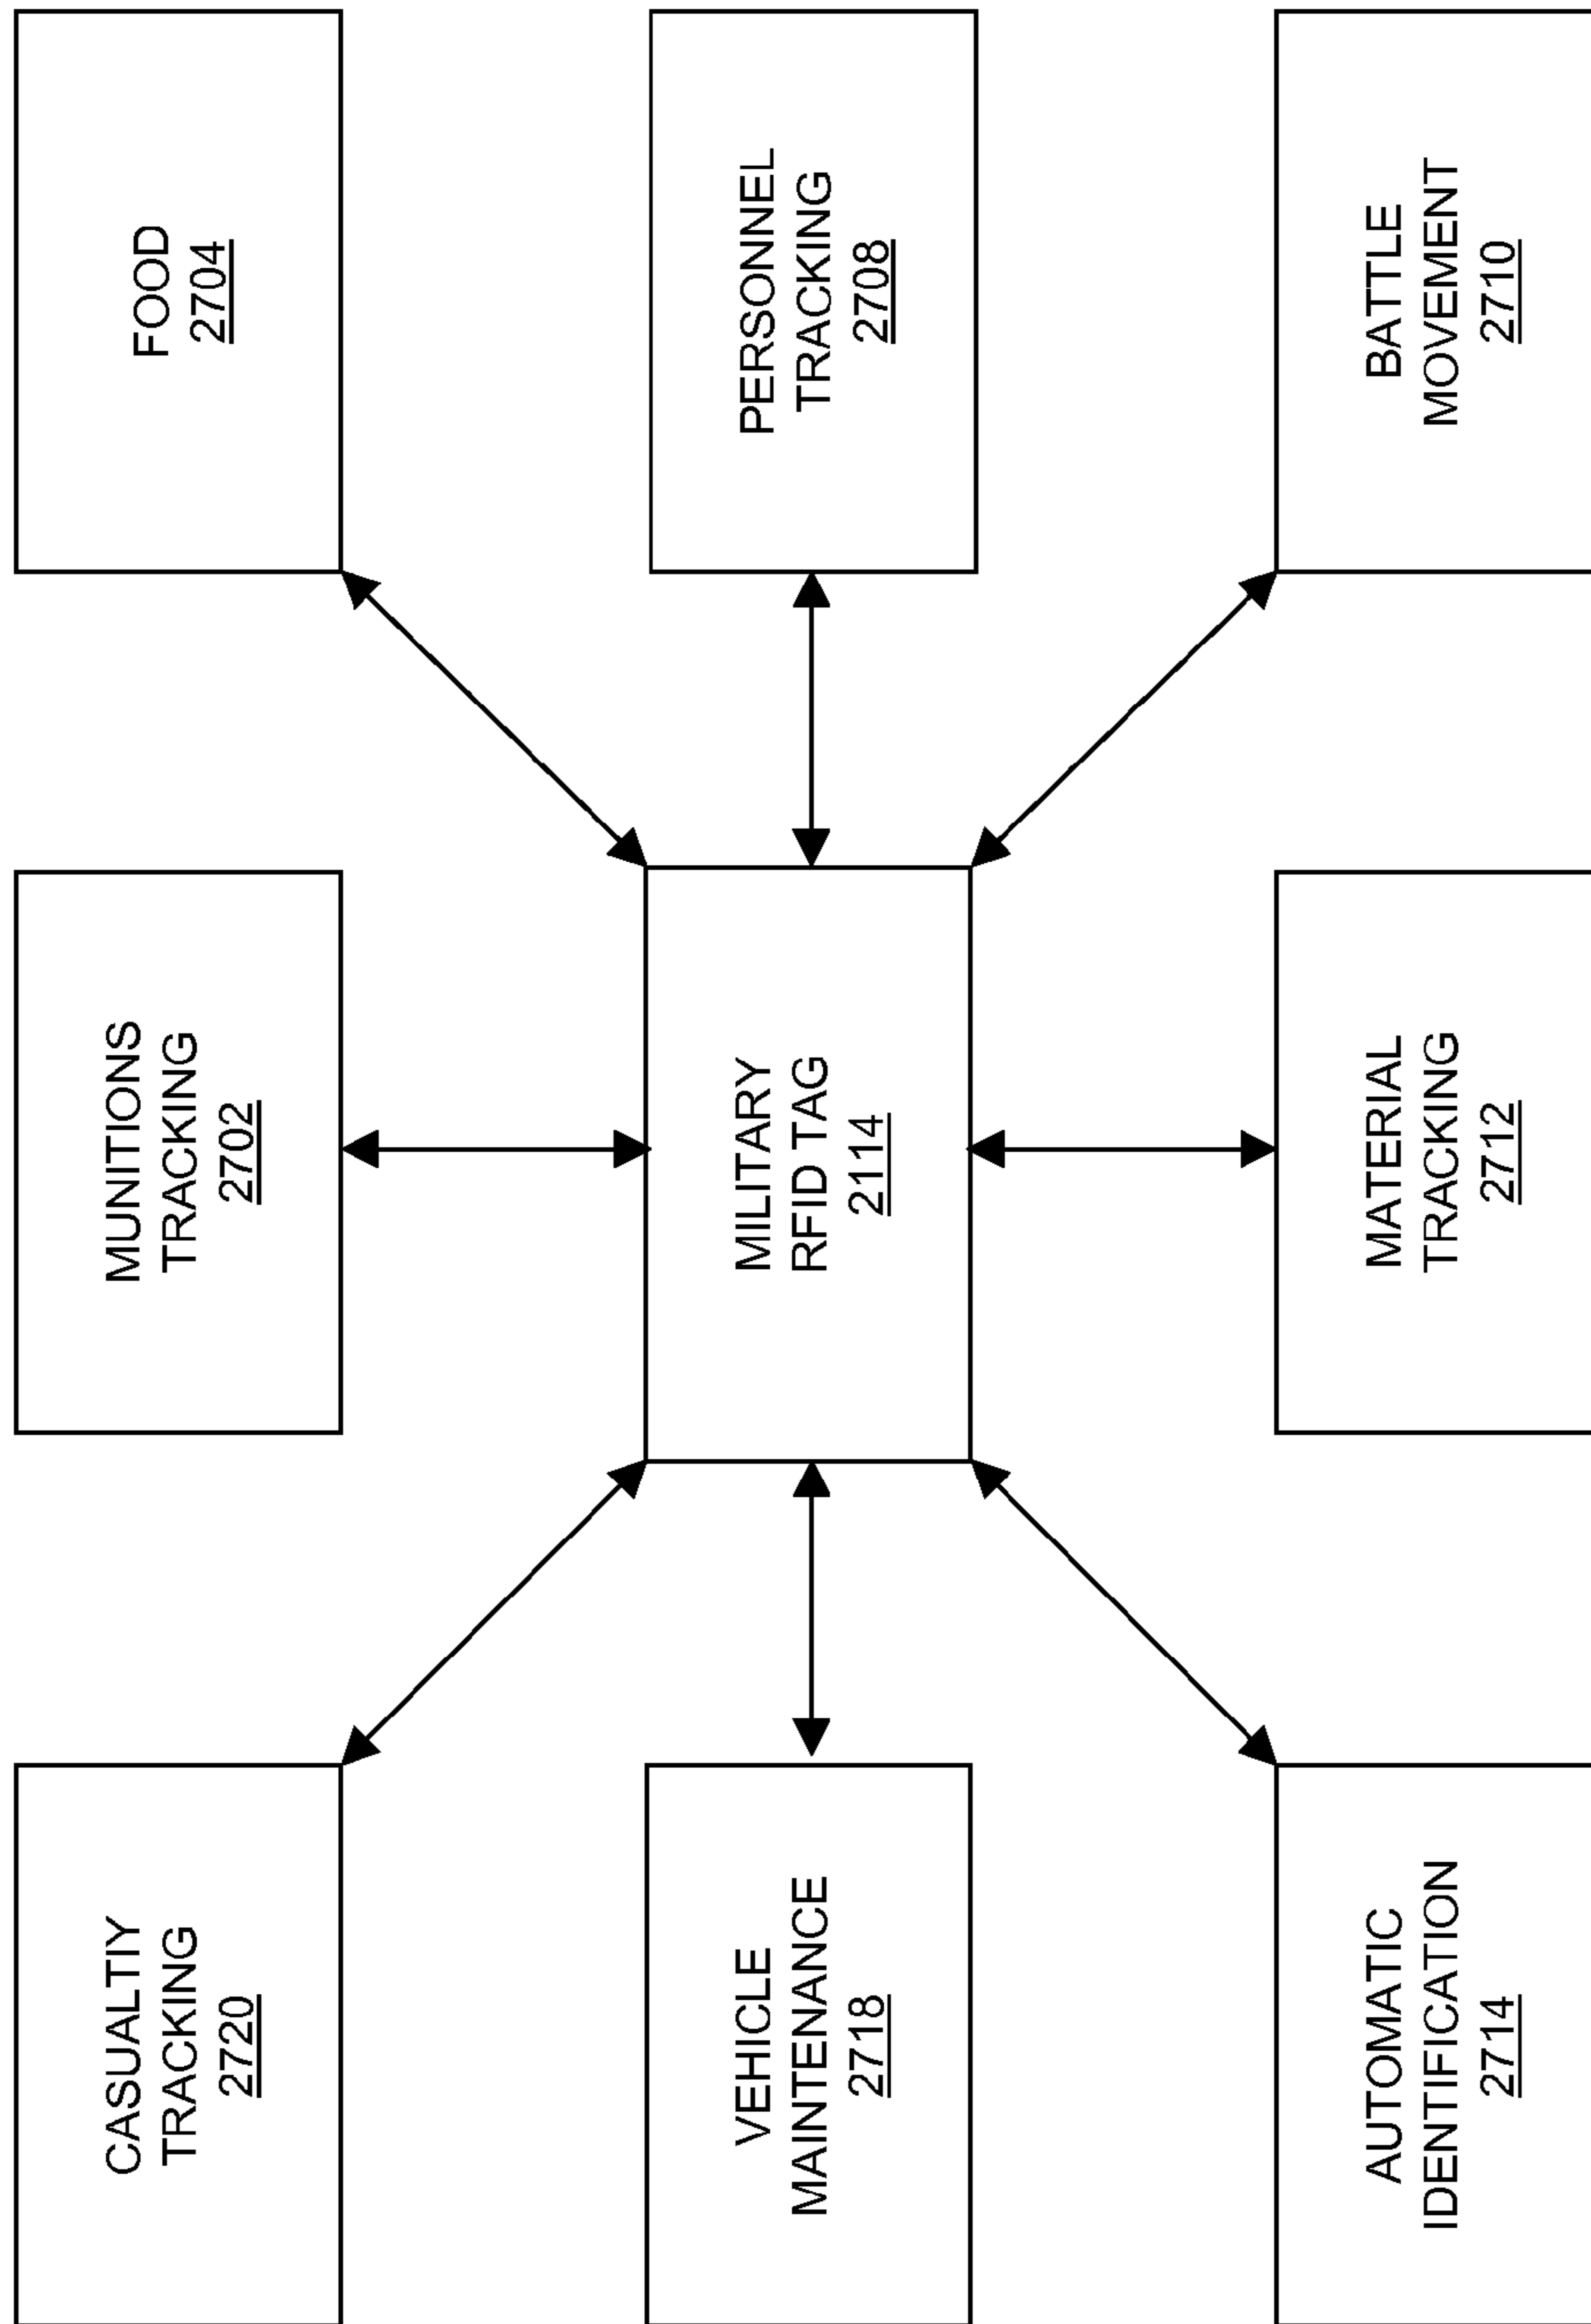 CASUALTIY
TRACKING
2720
MUNITIONS
TRACKING
2702
FOOD
2704
VEHICLE
MAINTENANCE
2718
MILITARY
RFID TAG
2114
PERSONNEL
TRACKING
2708
AUTOMATIC
IDENTIFICATION
2714
MATERIAL
TRACKING
2712
BATTLE
MOVEMENT
2710